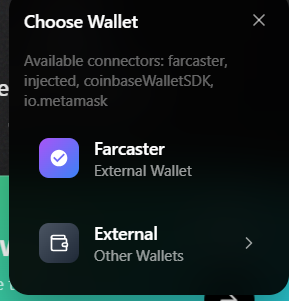 Choose Wallet
Available connectors: farcaster,
injected, coinbaseWalletSDK,
io.metamask
Farcaster
External Wallet
External
Other Wallets